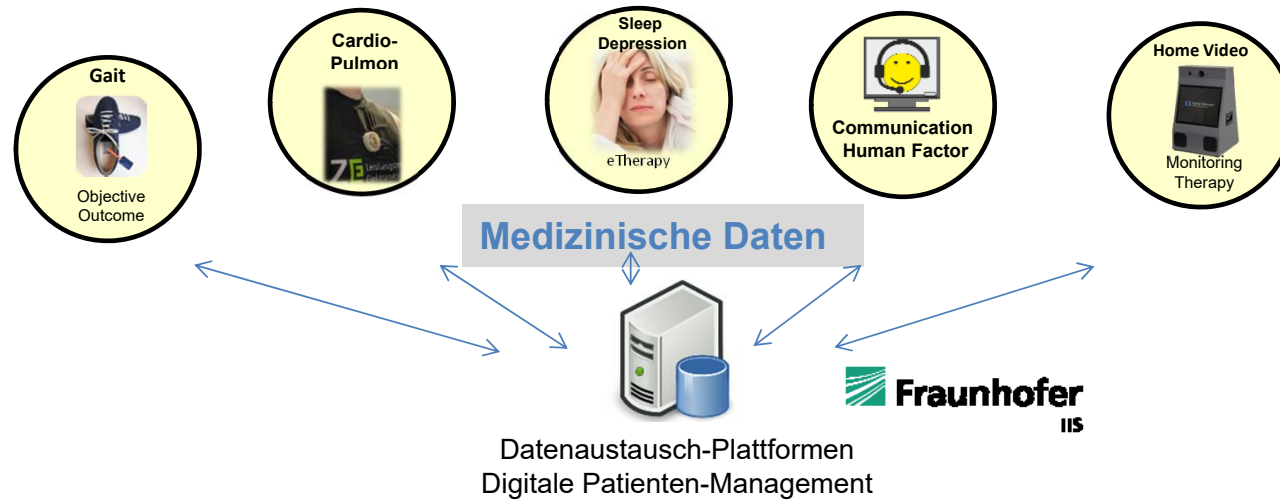 Gait
Objective
Outcome
Cardio-
Pulmon
Sleep
Depression
eTherapy
Communication
Human Factor
Home Video
Monitoring
Therapy
Medizinische Daten
Fraunhofer
IIS
Datenaustausch-Plattformen
Digitale Patienten-Management